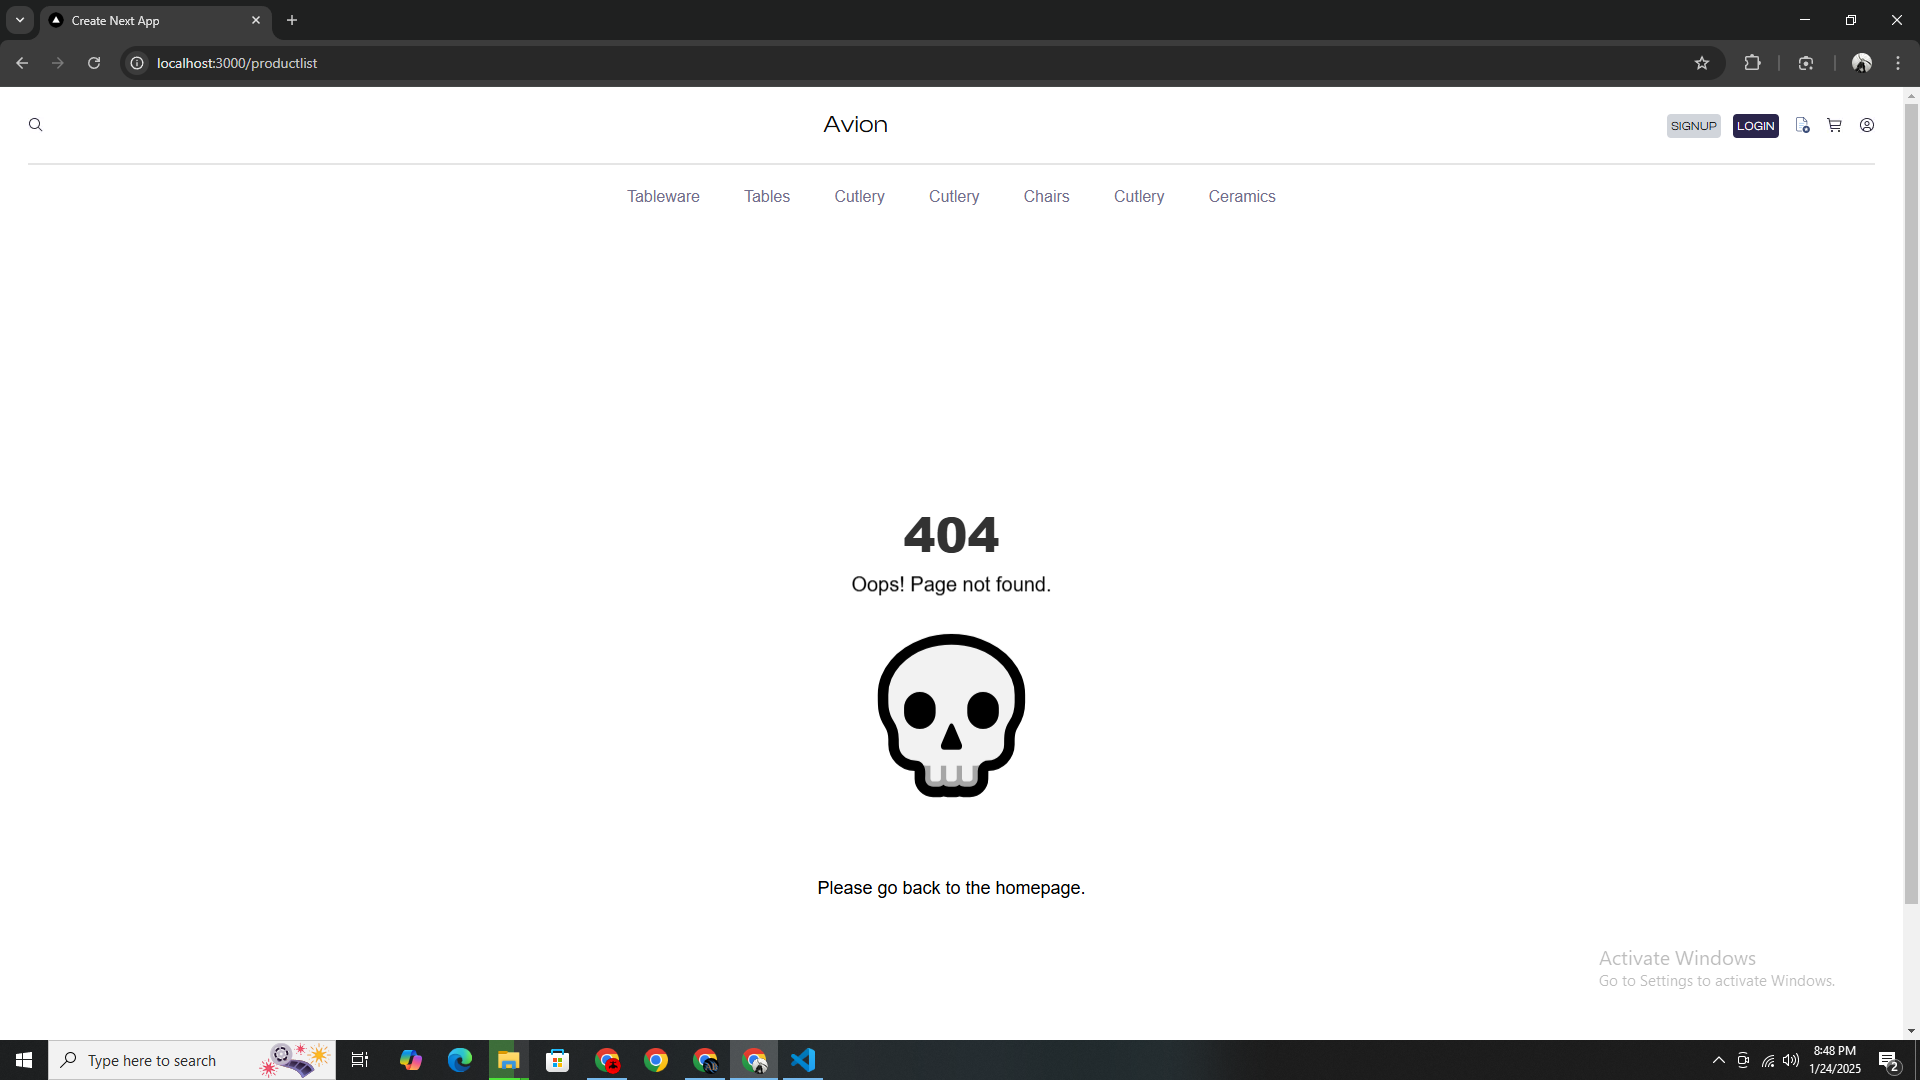 Create Next App
localhost:3000/productlist
Avion
SIGNUP LOGIN
Tableware Tables Cutlery Cutlery Chairs Cutlery Ceramics
404
Oops! Page not found.
Please go back to the homepage.
Activate Windows
Go to Settings to activate Windows.
Type here to search
8:48 PM
1/24/2025
2